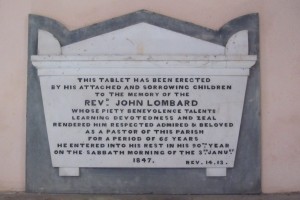 THIS TABLET HAS BEEN ERECTED
BY HIS ATTACHED AND SORROWING CHILDREN
TO THE MEMORY OF THE
REVD. JOHN LOMBARD
WHOSE PIETY BENEVOLENCE TALENTS
LEARNING DEVOTEDNESS AND ZEAL
RENDERED HIM RESPECTED ADMIRED & BELOVED
AS A PASTOR OF THIS PARISH
FOR A PERIOD OF 62 YEARS
HE ENTERED INTO HIS REST IN HIS 90TH YEAR
ON THE SABBATH MORNING OF THE 3RD JANUY
1847.
REV. 14.13.